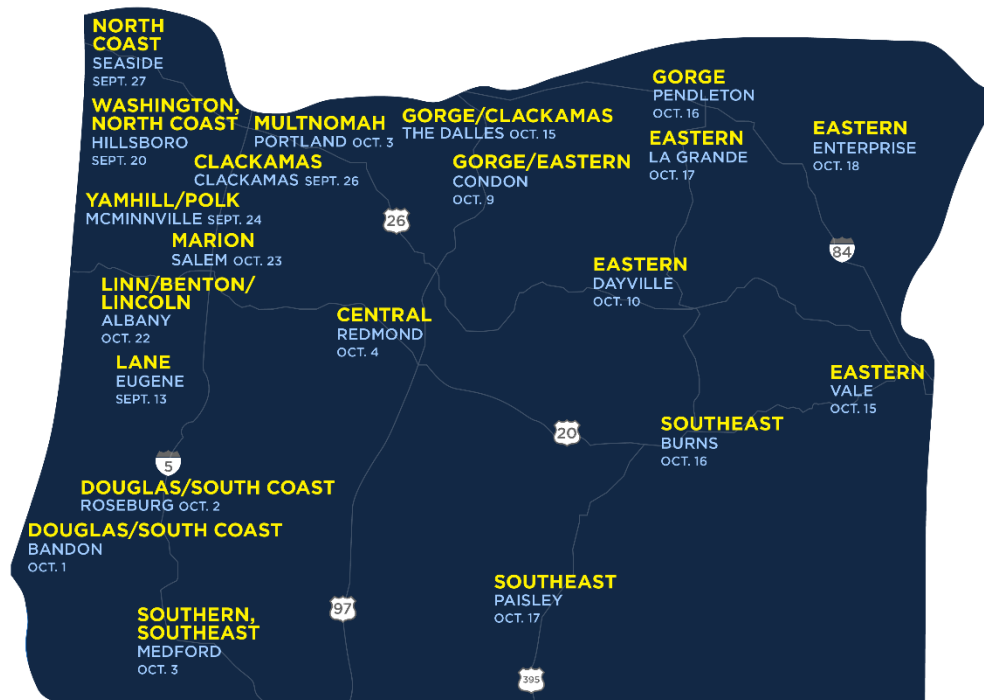 NORTH
COAST
SEASIDE
SEPT. 27
WASHINGTON,
NORTH COAST
HILLSBORO
SEPT. 20
MULTNOMAH
PORTLAND OCT. 3
GORGE/CLACKAMAS
THE DALLES OCT. 15
GORGE
PENDLETON
OCT. 16
EASTERN
LA GRANDE
OCT. 17
EASTERN
ENTERPRISE
OCT. 18
CLACKAMAS
CLACKAMAS SEPT. 26
GORGE/EASTERN
CONDON
OCT. 9
YAMHILL/POLK
MCMINNVILLE SEPT. 24
26
MARION
SALEM OCT. 23
84
EASTERN
DAYVILLE
OCT. 10
LINN/BENTON/
LINCOLN
ALBANY
OCT. 22
CENTRAL
REDMOND
OCT. 4
LANE
EUGENE
SEPT. 13
EASTERN
VALE
OCT. 15
20
SOUTHEAST
BURNS
OCT. 16
5
DOUGLAS/SOUTH COAST
ROSEBURG OCT. 2
DOUGLAS/SOUTH COAST
BANDON
OCT. 1
SOUTHEAST
PAISLEY
OCT. 17
97
SOUTHERN,
SOUTHEAST
MEDFORD
OCT. 3
395